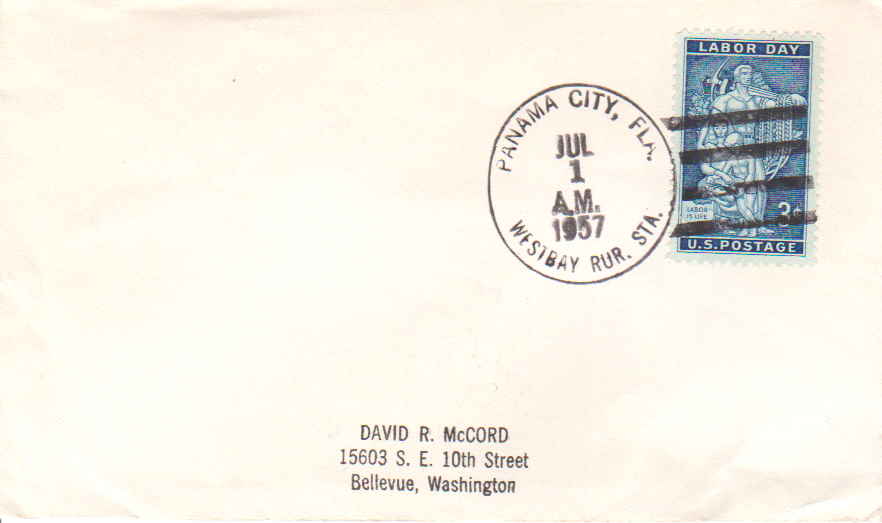 LABOR DAY
LABOR
IS LIFE
3¢
U.S. POSTAGE
PANAMA CITY, FLA.
JUL
1
A.M.
1957
WESTBAY RUR. STA.
DAVID R. McCORD
15603 S. E. 10th Street
Bellevue, Washington